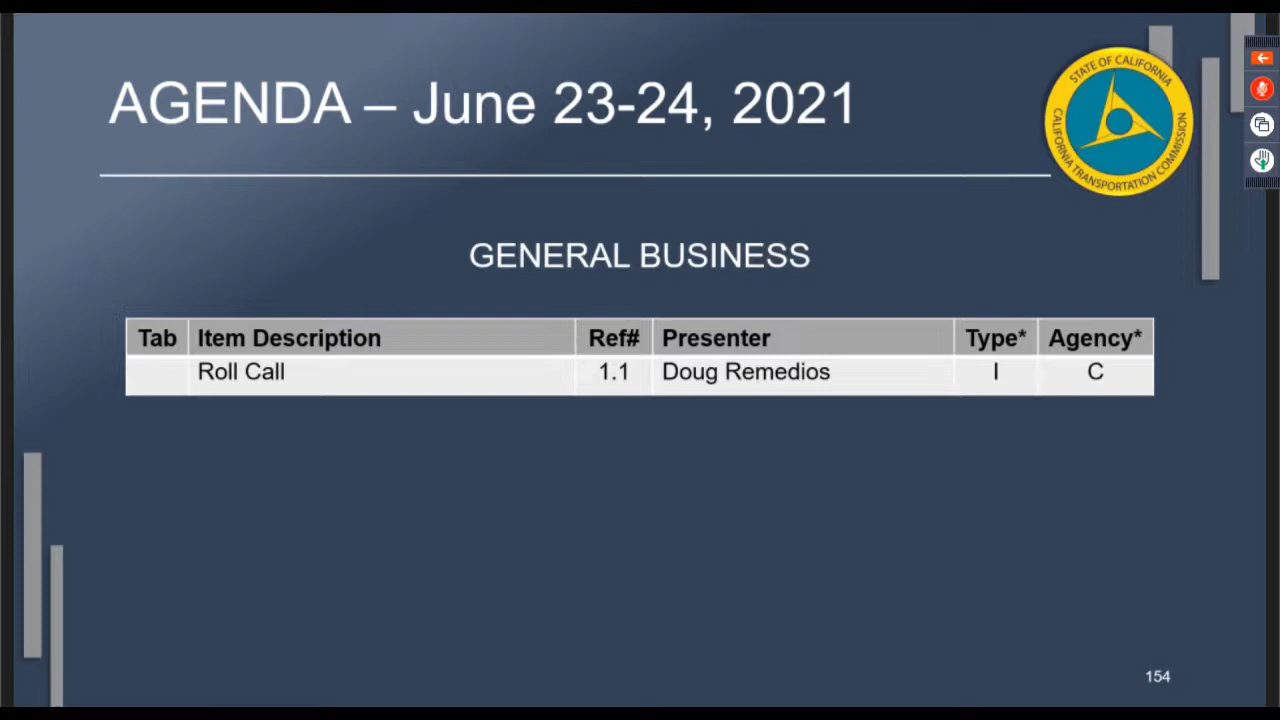 AGENDA – June 23-24, 2021
STATE OF CALIFORNIA
CALIFORNIA TRANSPORTATION COMMISSION
GENERAL BUSINESS
Tab Item Description Ref# Presenter Type* Agency*
Roll Call 1.1 Doug Remedios I C
154